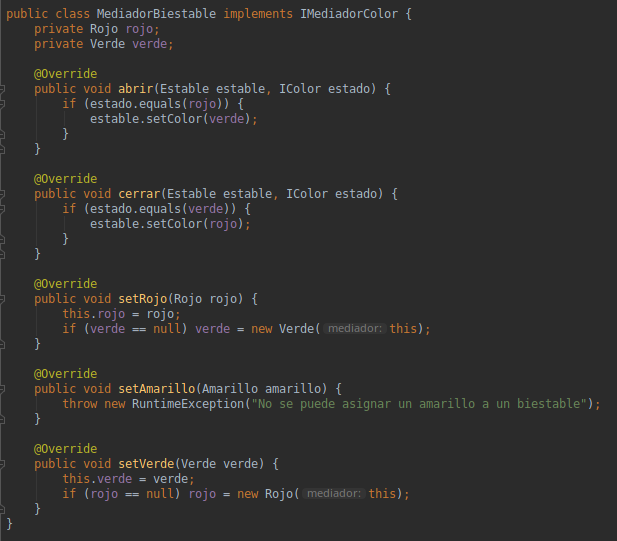 public class MediadorBiestable implements IMediadorColor {
    private Rojo rojo;
    private Verde verde;
    @Override
    public void abrir(Estable estable, IColor estado) {
        if (estado.equals(rojo)) {
            estable.setColor(verde);
        }
    }
    @Override
    public void cerrar(Estable estable, IColor estado) {
        if (estado.equals(verde)) {
            estable.setColor(rojo);
        }
    }
    @Override
    public void setRojo(Rojo rojo) {
        this.rojo = rojo;
        if (verde == null) verde = new Verde( mediador: this);
    }
    @Override
    public void setAmarillo(Amarillo amarillo) {
        throw new RuntimeException("No se puede asignar un amarillo a un biestable");
    }
    @Override
    public void setVerde(Verde verde) {
        this.verde = verde;
        if (rojo == null) rojo = new Rojo( mediador: this);
    }
}